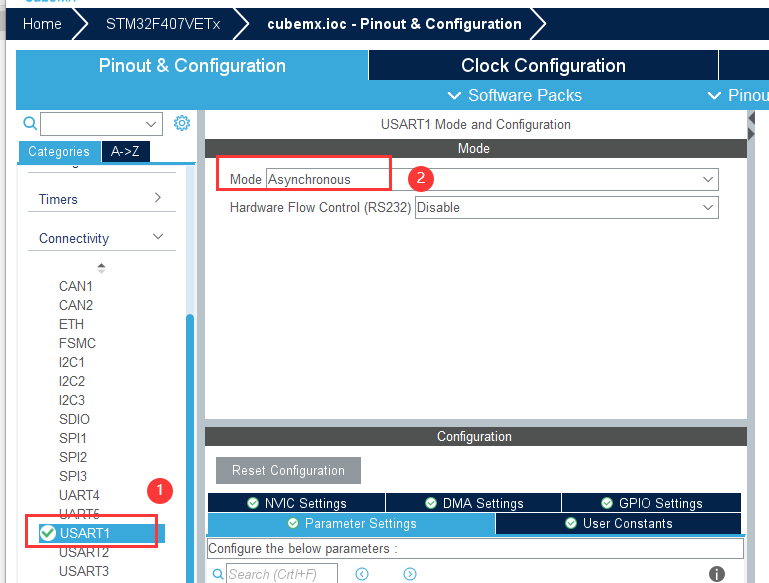 Home STM32F407VETx cubemx.ioc - Pinout & Configuration
Pinout & Configuration Clock Configuration
Software Packs Pinou
USART1 Mode and Configuration
Categories A->Z
Mode
Mode Asynchronous 2
Hardware Flow Control (RS232) Disable
Timers
Connectivity
CAN1
CAN2
ETH
FSMC
I2C1
I2C2
I2C3
SDIO
SPI1
SPI2
SPI3
UART4
1
UART5
USART1
USART2
USART3
Configuration
Reset Configuration
NVIC Settings DMA Settings GPIO Settings
Parameter Settings User Constants
Configure the below parameters :
Search (Crtl+F)